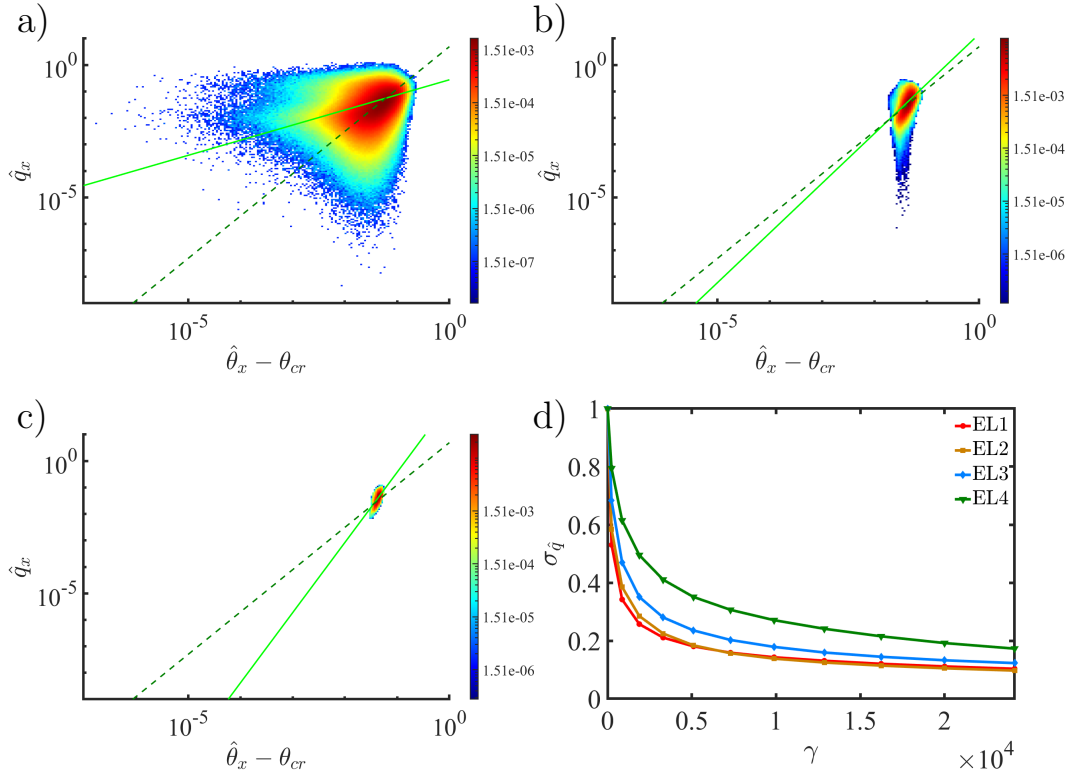 a)
10^0
10^-5
q̂_x
10^-5
10^0
θ̂_x − θ_cr
1.51e-03
1.51e-04
1.51e-05
1.51e-06
1.51e-07
b)
10^0
10^-5
q̂_x
10^-5
10^0
θ̂_x − θ_cr
1.51e-03
1.51e-04
1.51e-05
1.51e-06
c)
10^0
10^-5
q̂_x
10^-5
10^0
θ̂_x − θ_cr
1.51e-03
1.51e-04
1.51e-05
1.51e-06
d)
1
0.8
0.6
0.4
0.2
0
σ_q̂
EL1
EL2
EL3
EL4
0
0.5
1
1.5
2
γ
×10^4